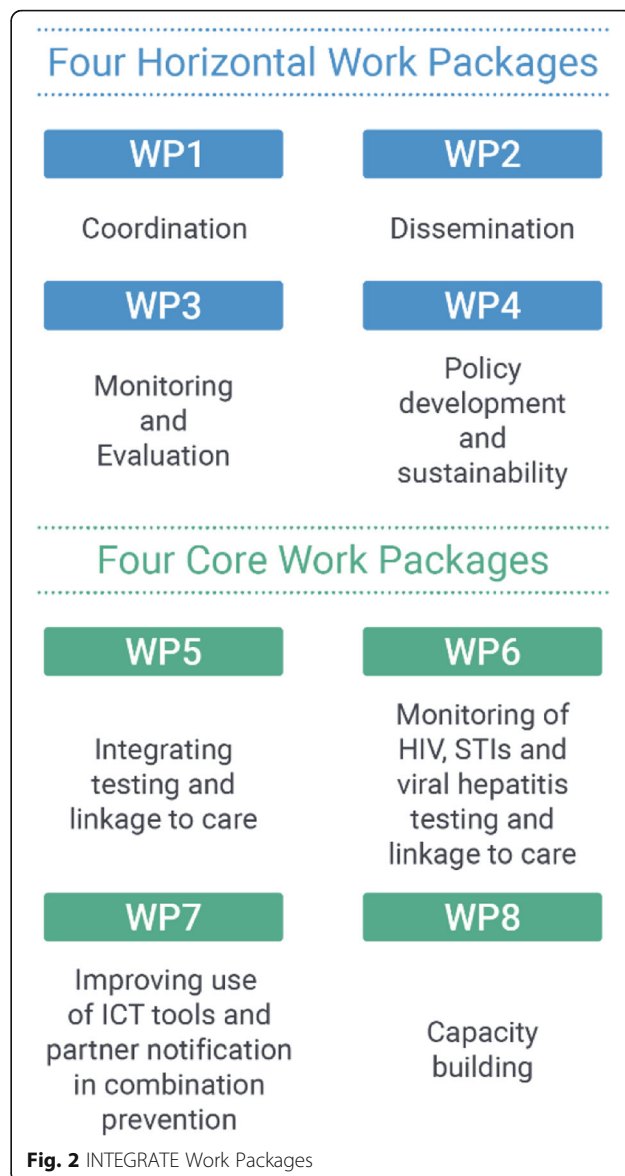 Four Horizontal Work Packages
WP1
Coordination
WP2
Dissemination
WP3
Monitoring
and
Evaluation
WP4
Policy
development
and
sustainability
Four Core Work Packages
WP5
Integrating
testing and
linkage to care
WP6
Monitoring of
HIV, STIs and
viral hepatitis
testing and
linkage to care
WP7
Improving use
of ICT tools and
partner notification
in combination
prevention
WP8
Capacity
building
Fig. 2 INTEGRATE Work Packages